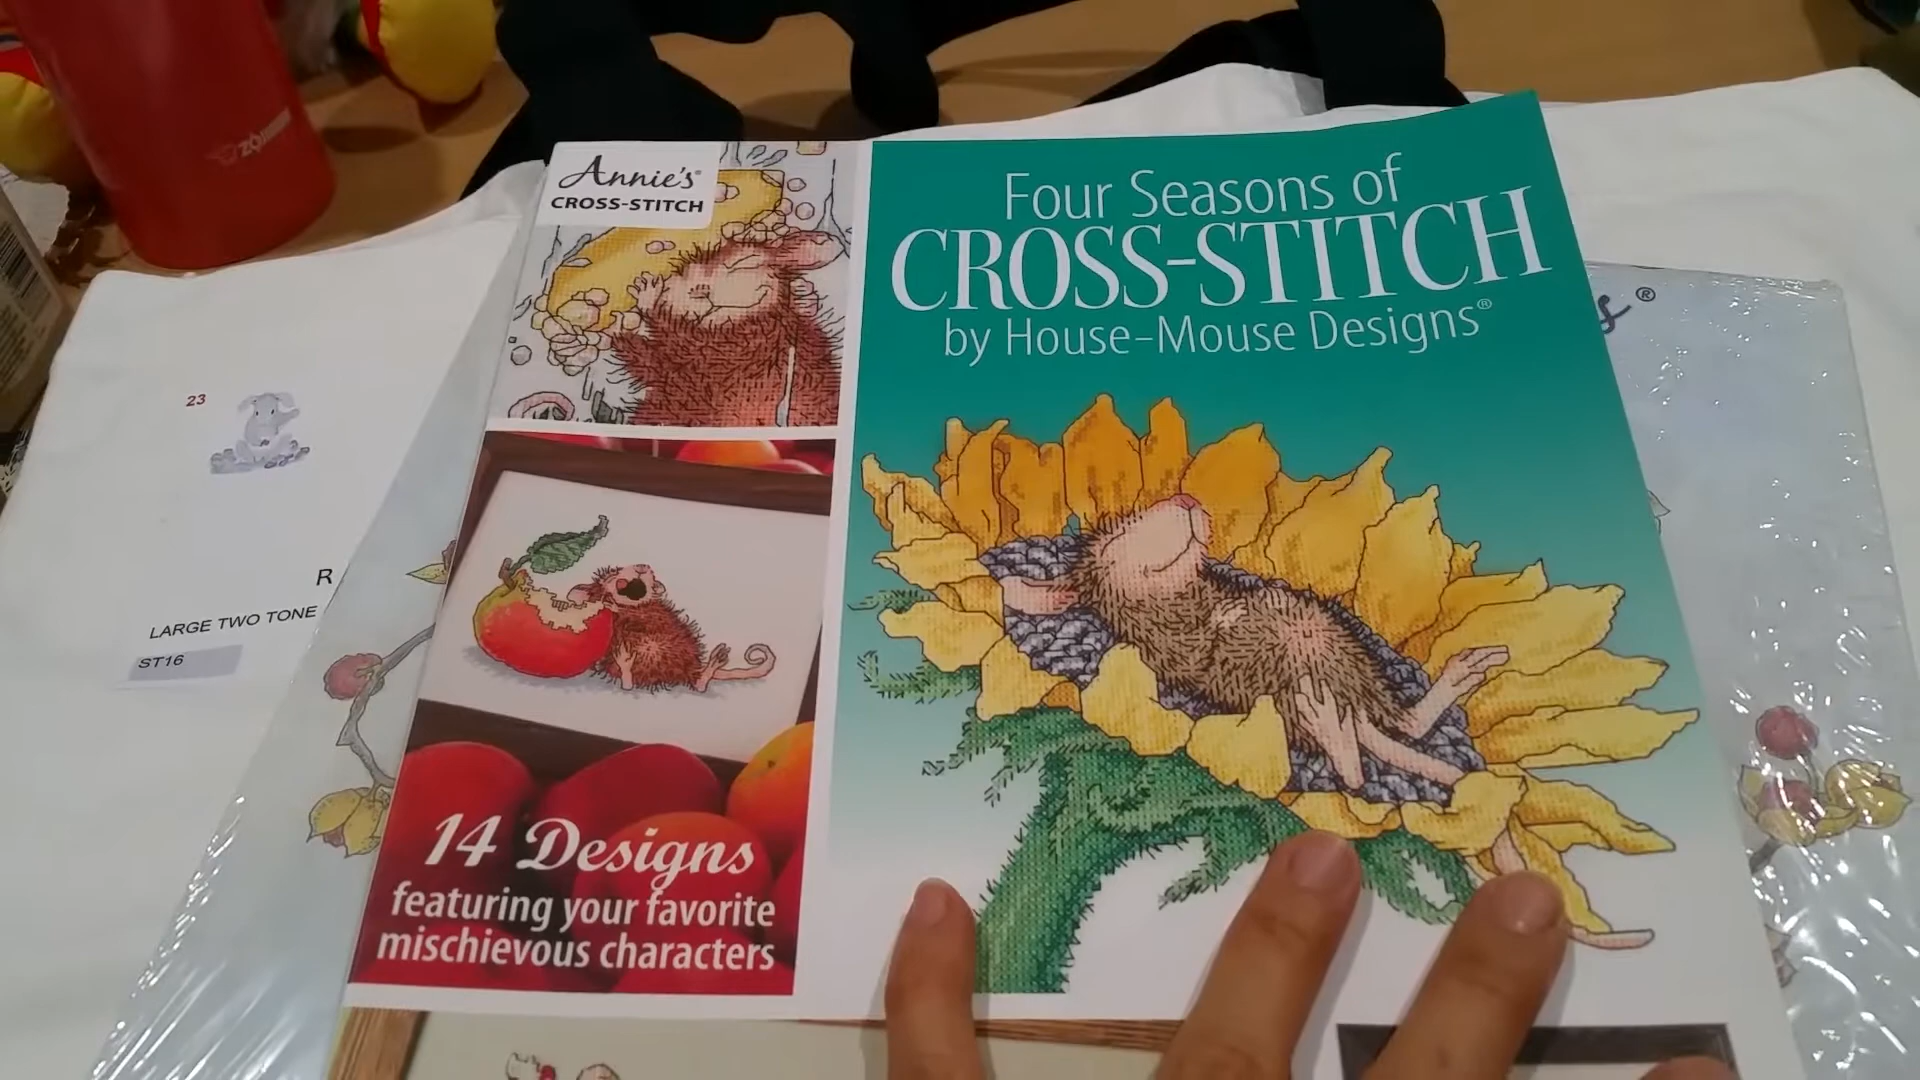 Annie's®
CROSS-STITCH
Four Seasons of
CROSS-STITCH
by House-Mouse Designs®
14 Designs
featuring your favorite
mischievous characters
23
R
LARGE TWO TONE
ST16
s®